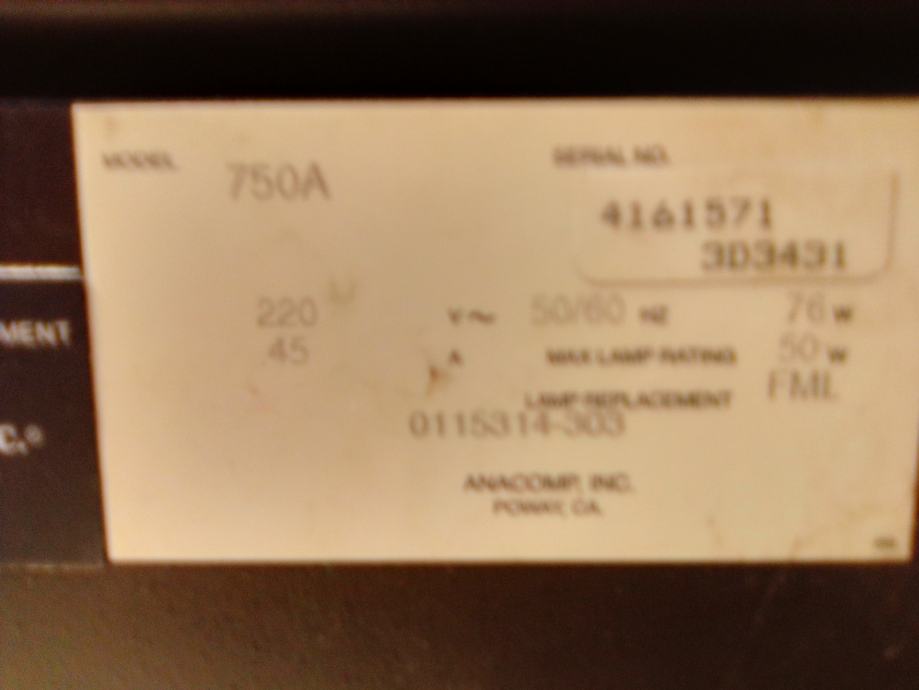 MODEL 750A SERIAL NO.
4161571
3D3431
220 V~ 50/60 HZ 76 W
.45 A MAX LAMP RATING 50 W
MENT
LAMP REPLACEMENT FML
0115314-303
C.®
ANACOMP, INC.
POWAY, CA.